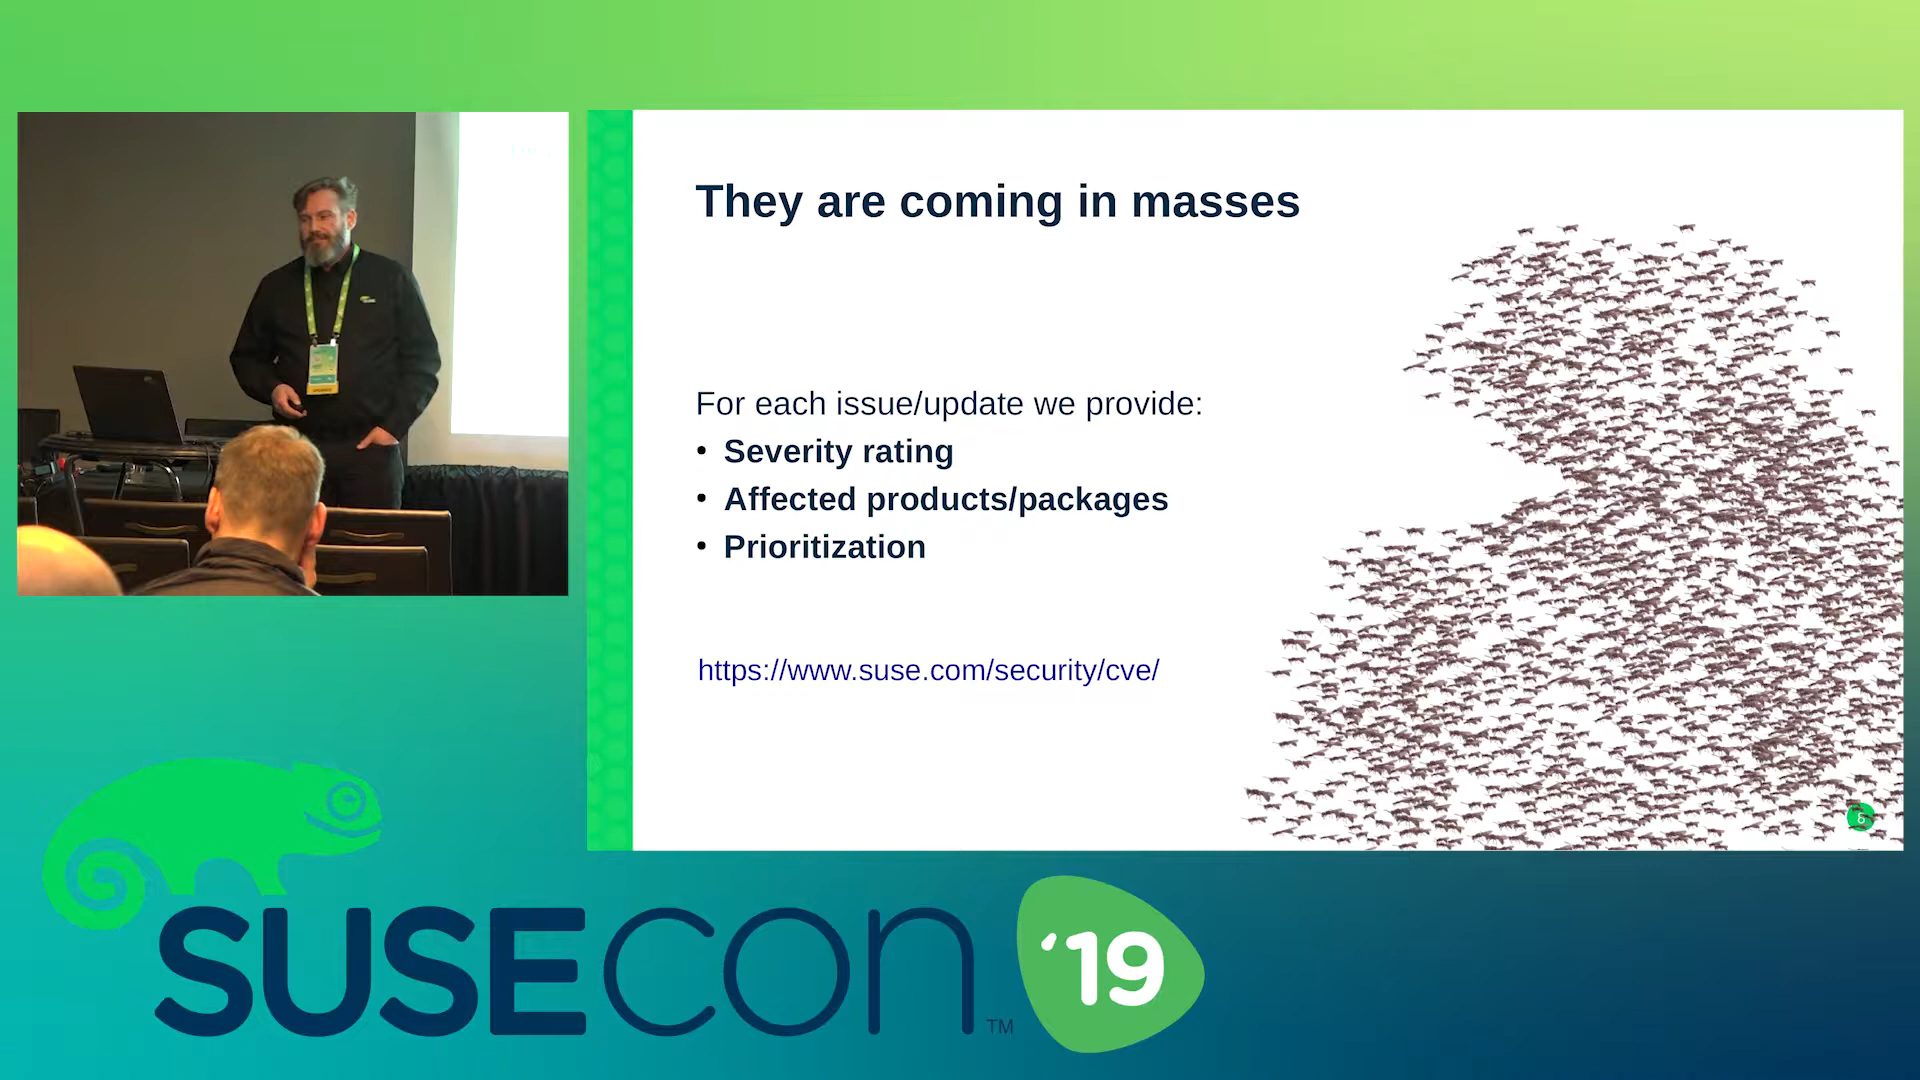 They are coming in masses
For each issue/update we provide:
• Severity rating
• Affected products/packages
• Prioritization
https://www.suse.com/security/cve/
6
SUSECON
TM
'19